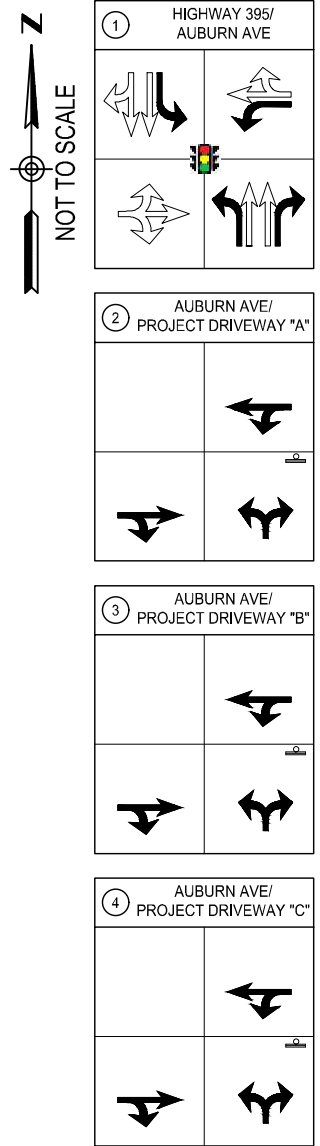 N
NOT TO SCALE
1
HIGHWAY 395/
AUBURN AVE
2
AUBURN AVE/
PROJECT DRIVEWAY "A"
3
AUBURN AVE/
PROJECT DRIVEWAY "B"
4
AUBURN AVE/
PROJECT DRIVEWAY "C"